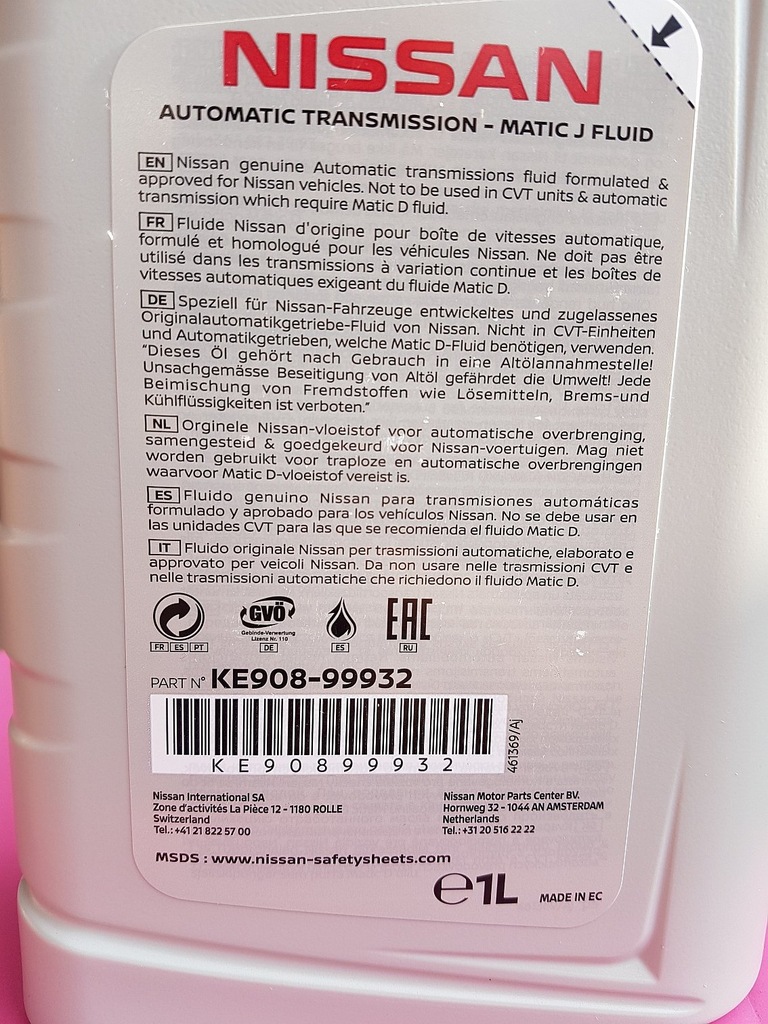 NISSAN
AUTOMATIC TRANSMISSION - MATIC J FLUID
EN Nissan genuine Automatic transmissions fluid formulated &
approved for Nissan vehicles. Not to be used in CVT units & automatic
transmission which require Matic D fluid.
FR Fluide Nissan d'origine pour boîte de vitesses automatique,
formulé et homologué pour les véhicules Nissan. Ne doit pas être
utilisé dans les transmissions à variation continue et les boîtes de
vitesses automatiques exigeant du fluide Matic D.
DE Speziell für Nissan-Fahrzeuge entwickeltes und zugelassenes
Originalautomatikgetriebe-Fluid von Nissan. Nicht in CVT-Einheiten
und Automatikgetrieben, welche Matic D-Fluid benötigen, verwenden.
"Dieses Öl gehört nach Gebrauch in eine Altölannahmestelle!
Unsachgemässe Beseitigung von Altöl gefährdet die Umwelt! Jede
Beimischung von Fremdstoffen wie Lösemitteln, Brems-und
Kühlflüssigkeiten ist verboten."
NL Orginele Nissan-vloeistof voor automatische overbrenging,
samengesteid & goedgekeurd voor Nissan-voertuigen. Mag niet
worden gebruikt voor traploze en automatische overbrengingen
waarvoor Matic D-vloeistof vereist is.
ES Fluido genuino Nissan para transmisiones automáticas
formulado y aprobado para los vehículos Nissan. No se debe usar en
las unidades CVT para las que se recomienda el fluido Matic D.
IT Fluido originale Nissan per trasmissioni automatiche, elaborato e
approvato per veicoli Nissan. Da non usare nelle trasmissioni CVT e
nelle trasmissioni automatiche che richiedono il fluido Matic D.
GVÖ EAC
Gebinde-Verwertung
Lizenz Nr. 110
FR ES PT DE ES RU
PART N° KE908-99932
KE90899932
461369/Aj
Nissan International SA
Zone d'activités La Pièce 12 - 1180 ROLLE
Switzerland
Tel.: +41 21 822 57 00
Nissan Motor Parts Center BV.
Hornweg 32 - 1044 AN AMSTERDAM
Netherlands
Tel.: +31 20 516 22 22
MSDS : www.nissan-safetysheets.com
e 1L MADE IN EC